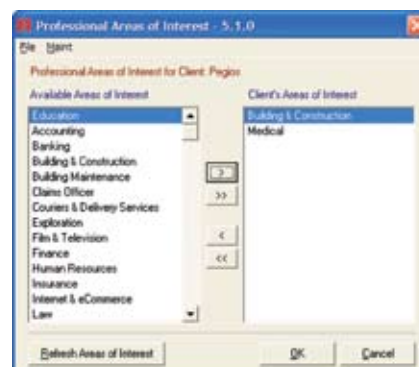 Professional Areas of Interest - 5.1.0
File Maint
Professional Areas of Interest for Client: Pegios
Available Areas of Interest
Client's Areas of Interest
Education
Accounting
Banking
Building & Construction
Building Maintenance
Claims Officer
Couriers & Delivery Services
Exploration
Film & Television
Finance
Human Resources
Insurance
Internet & eCommerce
Law
>
>>
<
<<
Building & Construction
Medical
Refresh Areas of Interest
OK
Cancel